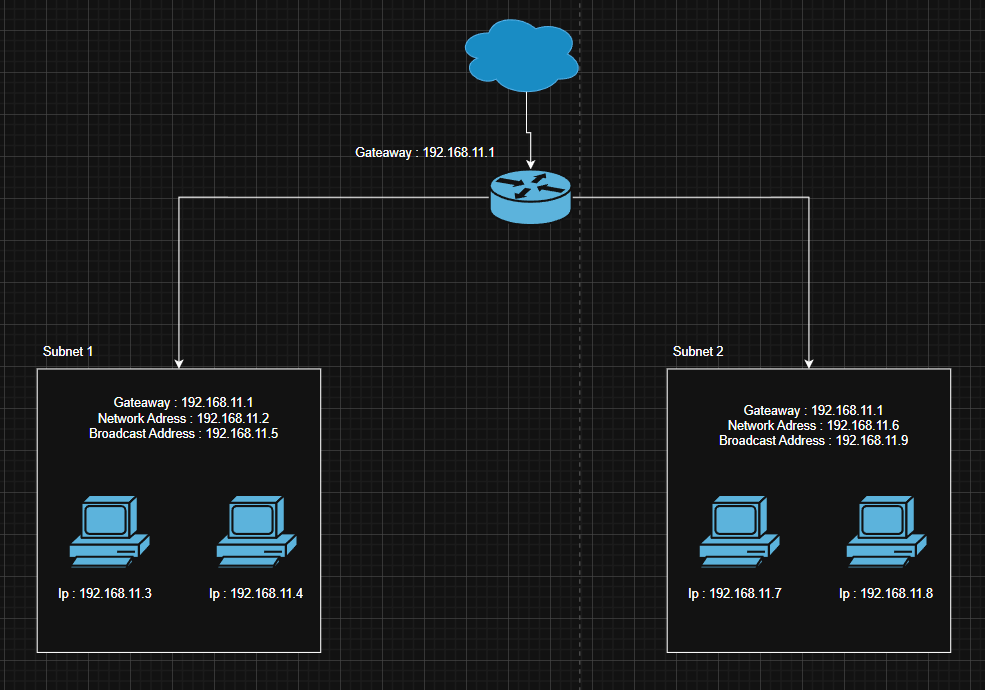 Gateaway : 192.168.11.1
Subnet 1
Gateaway : 192.168.11.1
Network Adress : 192.168.11.2
Broadcast Address : 192.168.11.5
Ip : 192.168.11.3
Ip : 192.168.11.4
Subnet 2
Gateaway : 192.168.11.1
Network Adress : 192.168.11.6
Broadcast Address : 192.168.11.9
Ip : 192.168.11.7
Ip : 192.168.11.8